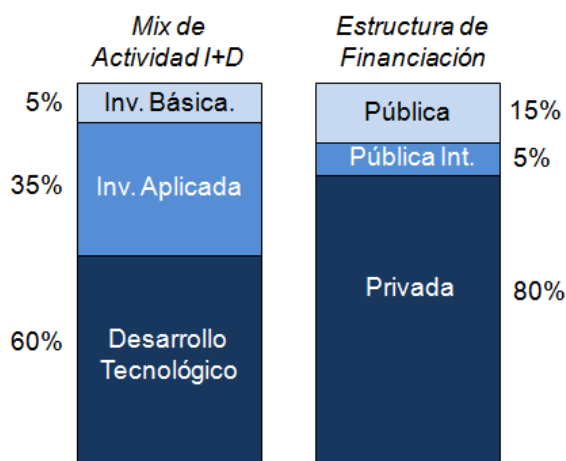 Mix de
Actividad I+D
5%
Inv. Básica.
35%
Inv. Aplicada
60%
Desarrollo
Tecnológico
Estructura de
Financiación
Pública
15%
Pública Int.
5%
Privada
80%